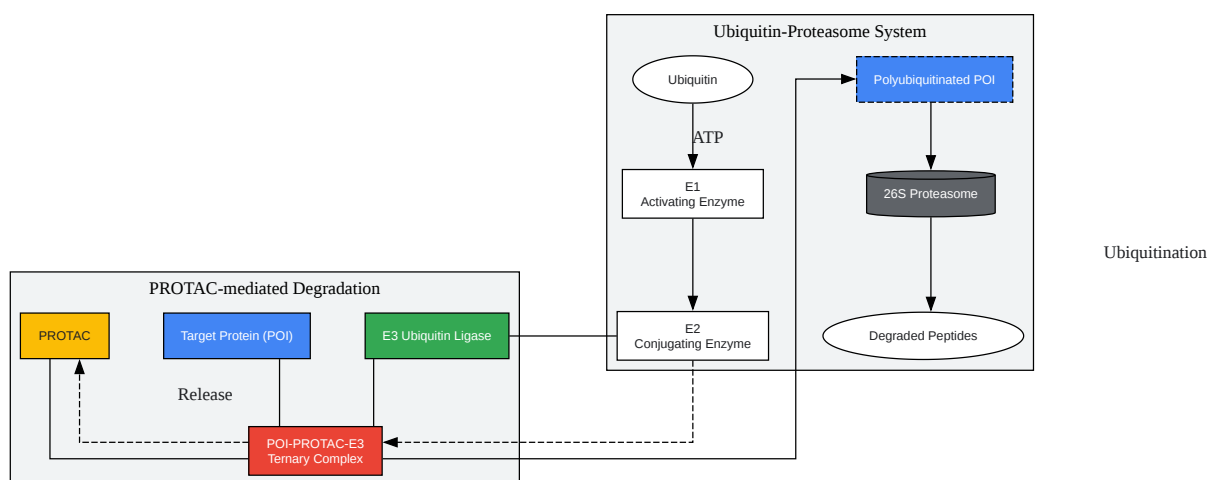 Ubiquitin-Proteasome System
Ubiquitin
Polyubiquitinated POI
ATP
E1
Activating Enzyme
26S Proteasome
Ubiquitination
PROTAC-mediated Degradation
PROTAC
Target Protein (POI)
E3 Ubiquitin Ligase
E2
Conjugating Enzyme
Degraded Peptides
Release
POI-PROTAC-E3
Ternary Complex